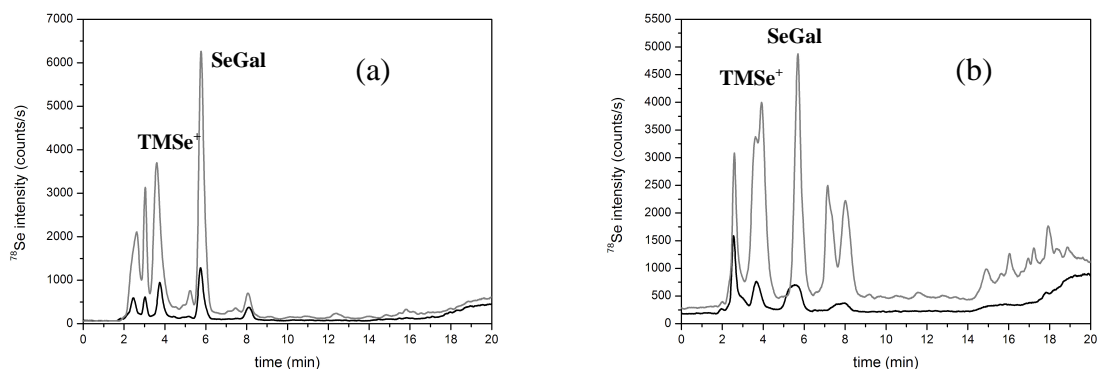 7000
6000
5000
4000
3000
2000
1000
0
⁷⁸Se intensity (counts/s)
TMSe⁺
SeGal
(a)
0 2 4 6 8 10 12 14 16 18 20
time (min)
5500
5000
4500
4000
3500
3000
2500
2000
1500
1000
500
0
⁷⁸Se intensity (counts/s)
SeGal
TMSe⁺
(b)
0 2 4 6 8 10 12 14 16 18 20
time (min)